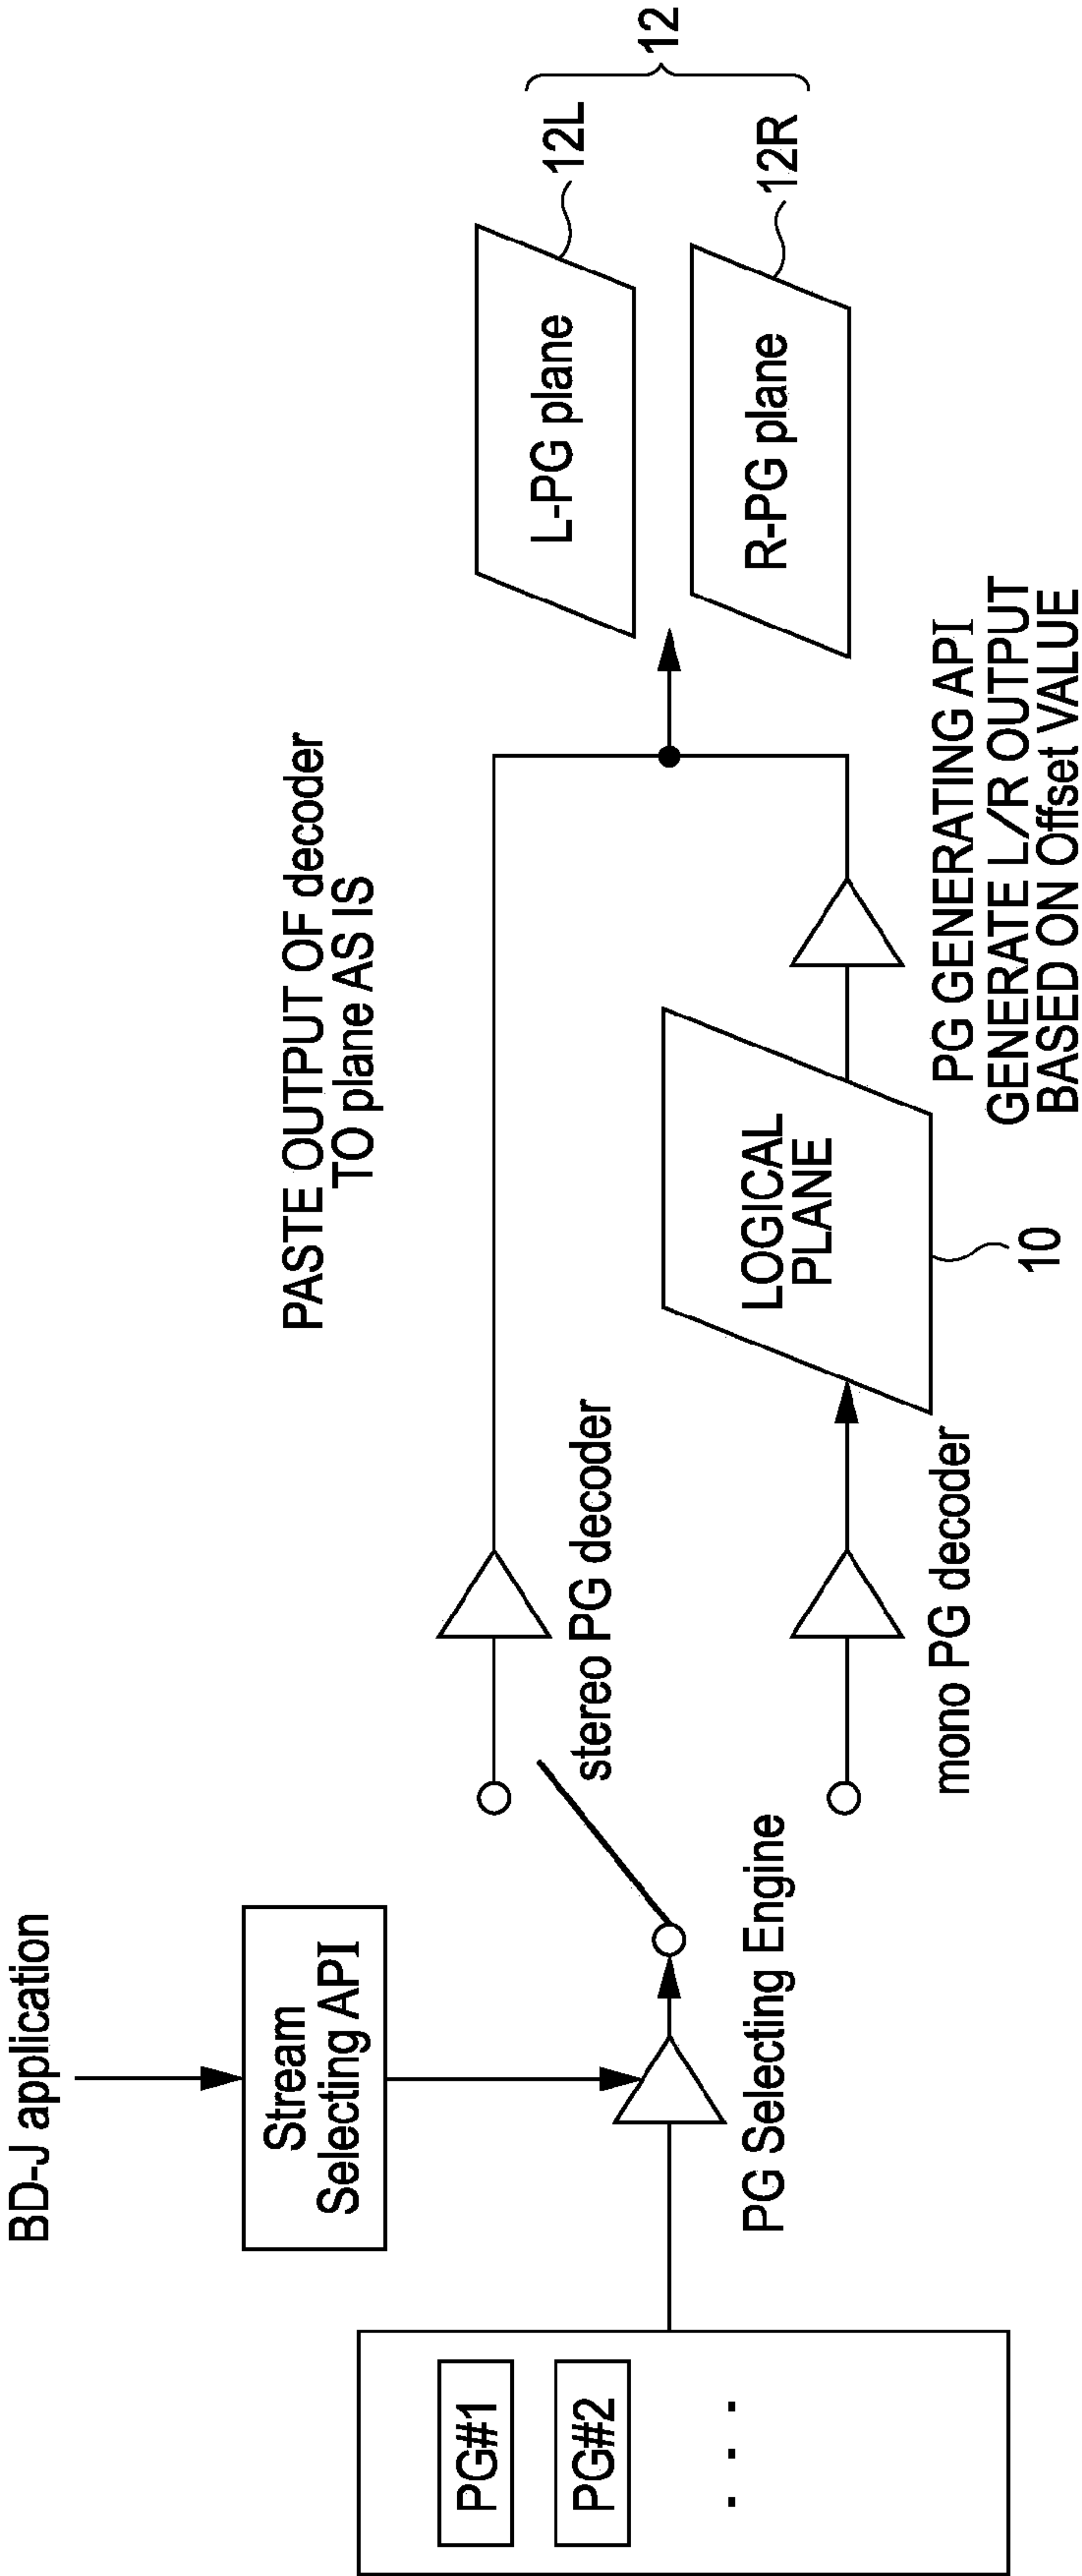 BD-J application
Stream
Selecting API
PG#1
PG#2
. . .
PG Selecting Engine
stereo PG decoder
mono PG decoder
PASTE OUTPUT OF decoder
TO plane AS IS
LOGICAL
PLANE
10
PG GENERATING API
GENERATE L/R OUTPUT
BASED ON Offset VALUE
L-PG plane
R-PG plane
12L
12R
12